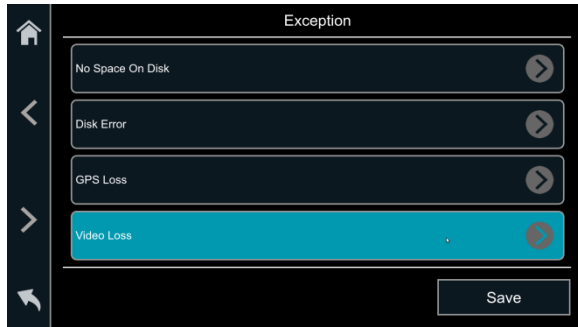 Exception
No Space On Disk
Disk Error
GPS Loss
Video Loss
Save